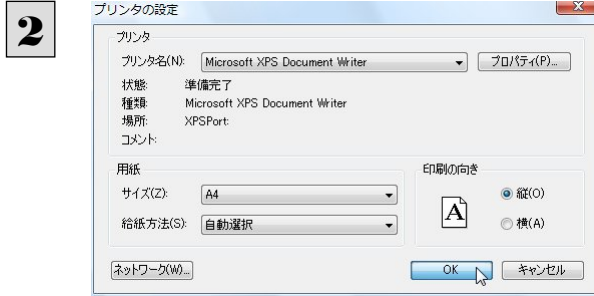 2
プリンタの設定
プリンタ
プリンタ名(N): Microsoft XPS Document Writer プロパティ(P)...
状態: 準備完了
種類: Microsoft XPS Document Writer
場所: XPSPort:
コメント:
用紙
サイズ(Z): A4
給紙方法(S): 自動選択
印刷の向き
A
縦(O)
横(A)
ネットワーク(W)...
OK キャンセル